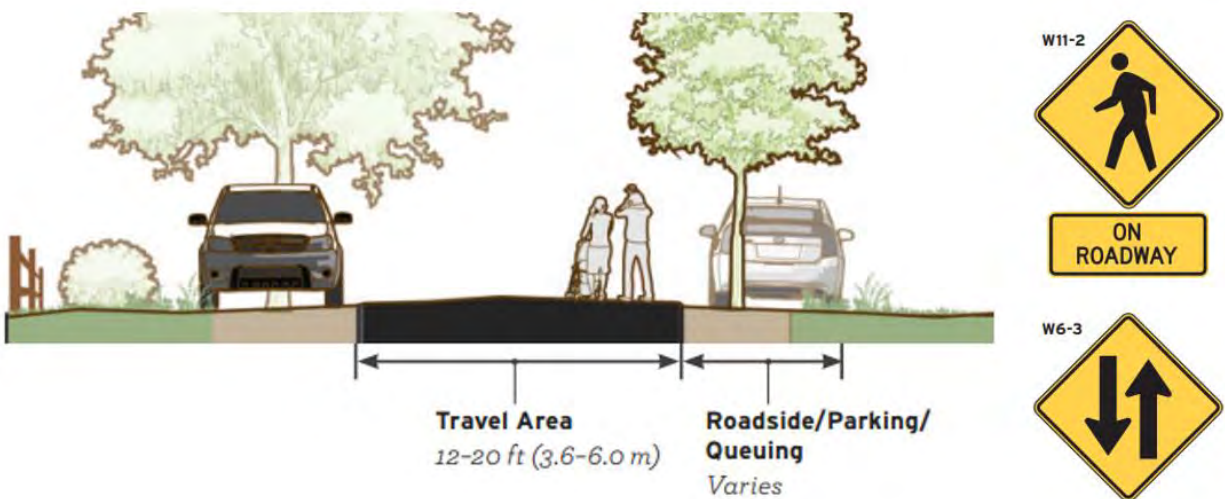 Travel Area
12-20 ft (3.6-6.0 m)
Roadside/Parking/
Queuing
Varies
W11-2
ON
ROADWAY
W6-3